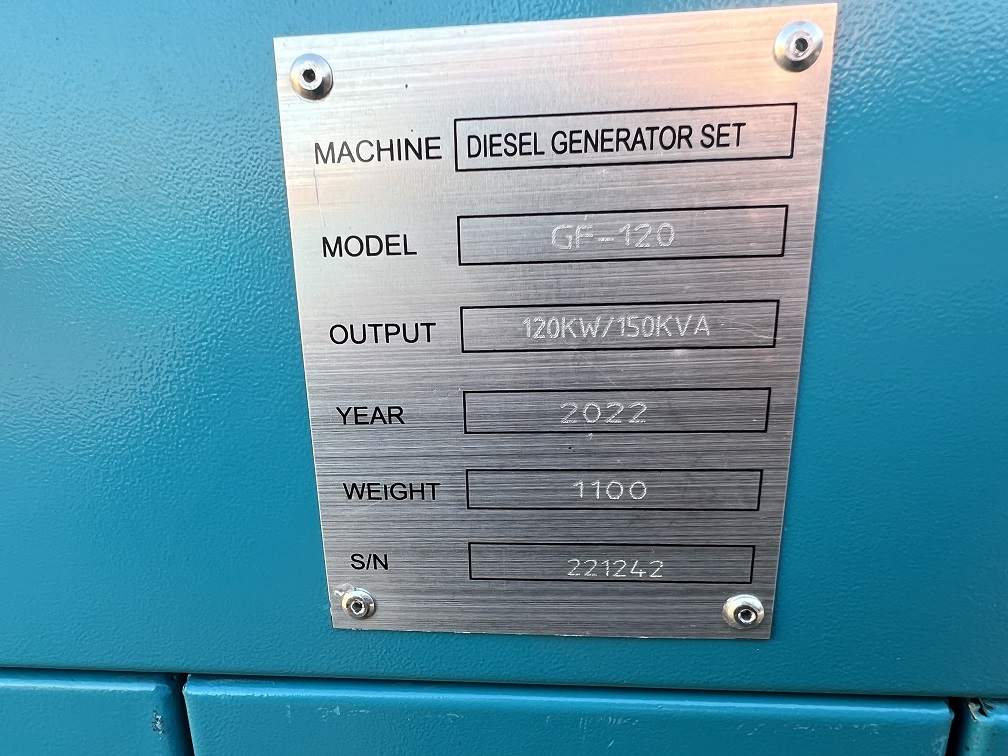 MACHINE DIESEL GENERATOR SET
MODEL GF-120
OUTPUT 120KW/150KVA
YEAR 2022
WEIGHT 1100
S/N 221242